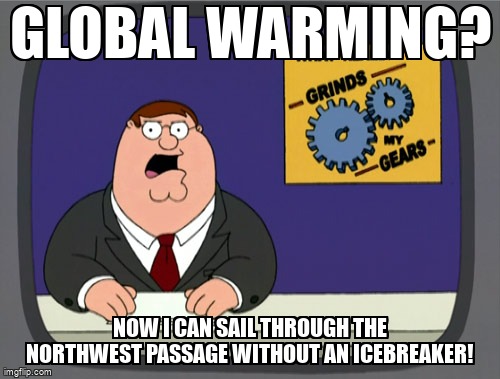 GLOBAL WARMING?
GRINDS
MY
GEARS
NOW I CAN SAIL THROUGH THE
NORTHWEST PASSAGE WITHOUT AN ICEBREAKER!
imgflip.com